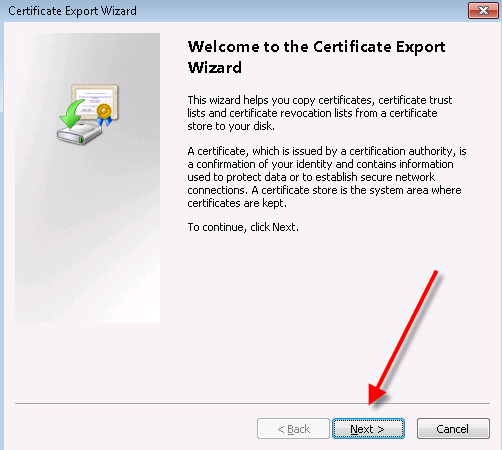 Certificate Export Wizard
Welcome to the Certificate Export
Wizard
This wizard helps you copy certificates, certificate trust
lists and certificate revocation lists from a certificate
store to your disk.
A certificate, which is issued by a certification authority, is
a confirmation of your identity and contains information
used to protect data or to establish secure network
connections. A certificate store is the system area where
certificates are kept.
To continue, click Next.
< Back Next > Cancel